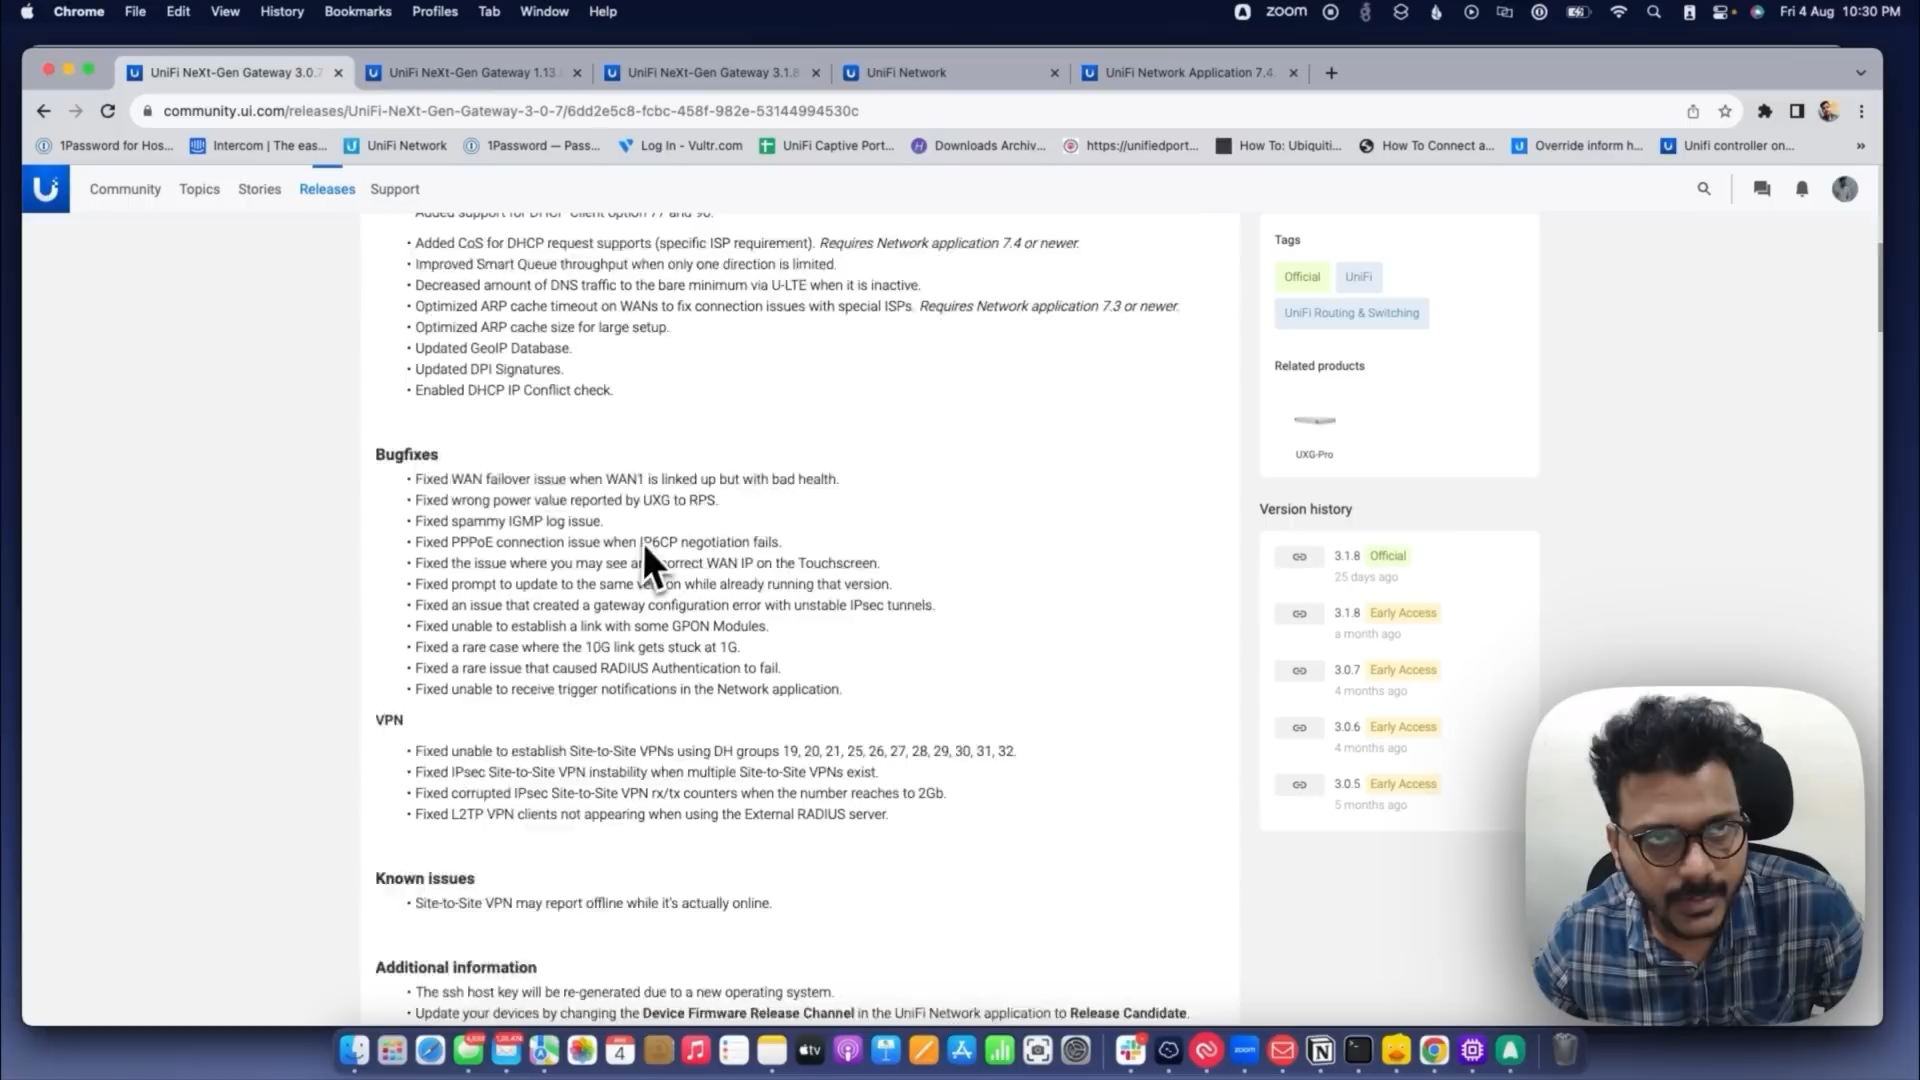 Chrome File Edit View History Bookmarks Profiles Tab Window Help
zoom
Fri 4 Aug 10:30 PM
UniFi NeXt-Gen Gateway 3.0.7
UniFi NeXt-Gen Gateway 1.13.
UniFi NeXt-Gen Gateway 3.1.8
UniFi Network
UniFi Network Application 7.4
community.ui.com/releases/UniFi-NeXt-Gen-Gateway-3-0-7/6dd2e5c8-fcbc-458f-982e-53144994530c
1Password for Hos...
Intercom | The eas...
UniFi Network
1Password — Pass...
Log In - Vultr.com
UniFi Captive Port...
Downloads Archiv...
https://unifiedport...
How To: Ubiquiti...
How To Connect a...
Override inform h...
Unifi controller on...
»
Community Topics Stories Releases Support
Added support for DHCP Client option 77 and 90.
• Added CoS for DHCP request supports (specific ISP requirement). Requires Network application 7.4 or newer.
• Improved Smart Queue throughput when only one direction is limited.
• Decreased amount of DNS traffic to the bare minimum via U-LTE when it is inactive.
• Optimized ARP cache timeout on WANs to fix connection issues with special ISPs. Requires Network application 7.3 or newer.
• Optimized ARP cache size for large setup.
• Updated GeoIP Database.
• Updated DPI Signatures.
• Enabled DHCP IP Conflict check.
Bugfixes
• Fixed WAN failover issue when WAN1 is linked up but with bad health.
• Fixed wrong power value reported by UXG to RPS.
• Fixed spammy IGMP log issue.
• Fixed PPPoE connection issue when IP6CP negotiation fails.
• Fixed the issue where you may see an correct WAN IP on the Touchscreen.
• Fixed prompt to update to the same while already running that version.
• Fixed an issue that created a gateway configuration error with unstable IPsec tunnels.
• Fixed unable to establish a link with some GPON Modules.
• Fixed a rare case where the 10G link gets stuck at 1G.
• Fixed a rare issue that caused RADIUS Authentication to fail.
• Fixed unable to receive trigger notifications in the Network application.
VPN
• Fixed unable to establish Site-to-Site VPNs using DH groups 19, 20, 21, 25, 26, 27, 28, 29, 30, 31, 32.
• Fixed IPsec Site-to-Site VPN instability when multiple Site-to-Site VPNs exist.
• Fixed corrupted IPsec Site-to-Site VPN rx/tx counters when the number reaches to 2Gb.
• Fixed L2TP VPN clients not appearing when using the External RADIUS server.
Known issues
• Site-to-Site VPN may report offline while it's actually online.
Additional information
• The ssh host key will be re-generated due to a new operating system.
• Update your devices by changing the Device Firmware Release Channel in the UniFi Network application to Release Candidate.
Tags
Official UniFi
UniFi Routing & Switching
Related products
UXG-Pro
Version history
3.1.8 Official
25 days ago
3.1.8 Early Access
a month ago
3.0.7 Early Access
4 months ago
3.0.6 Early Access
4 months ago
3.0.5 Early Access
5 months ago
4
tv
zoom